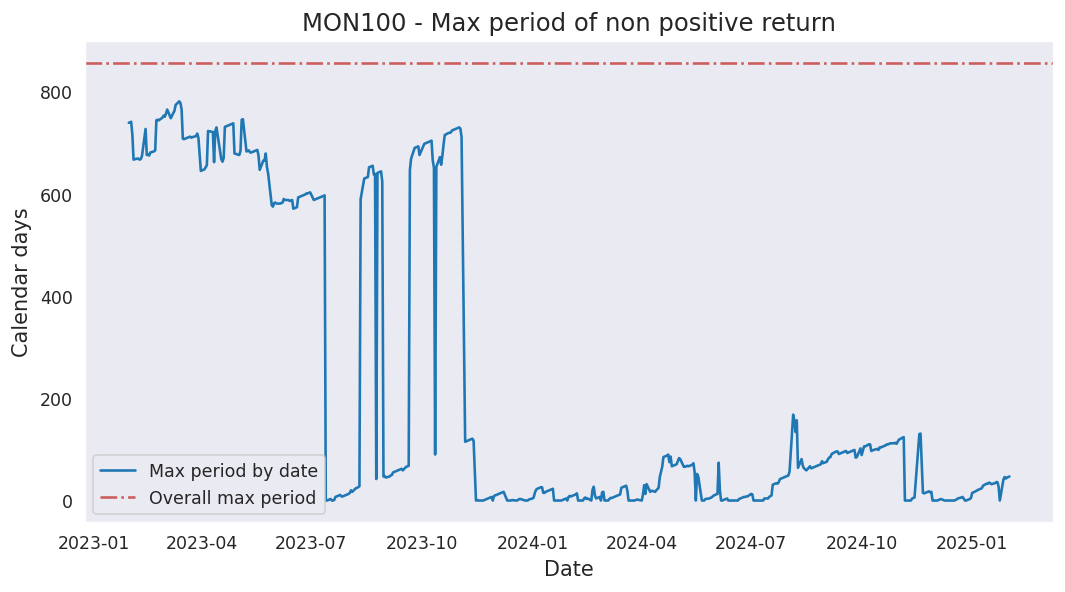 MON100 - Max period of non positive return
Calendar days
800
600
400
200
0
Max period by date
Overall max period
2023-01 2023-04 2023-07 2023-10 2024-01 2024-04 2024-07 2024-10 2025-01
Date